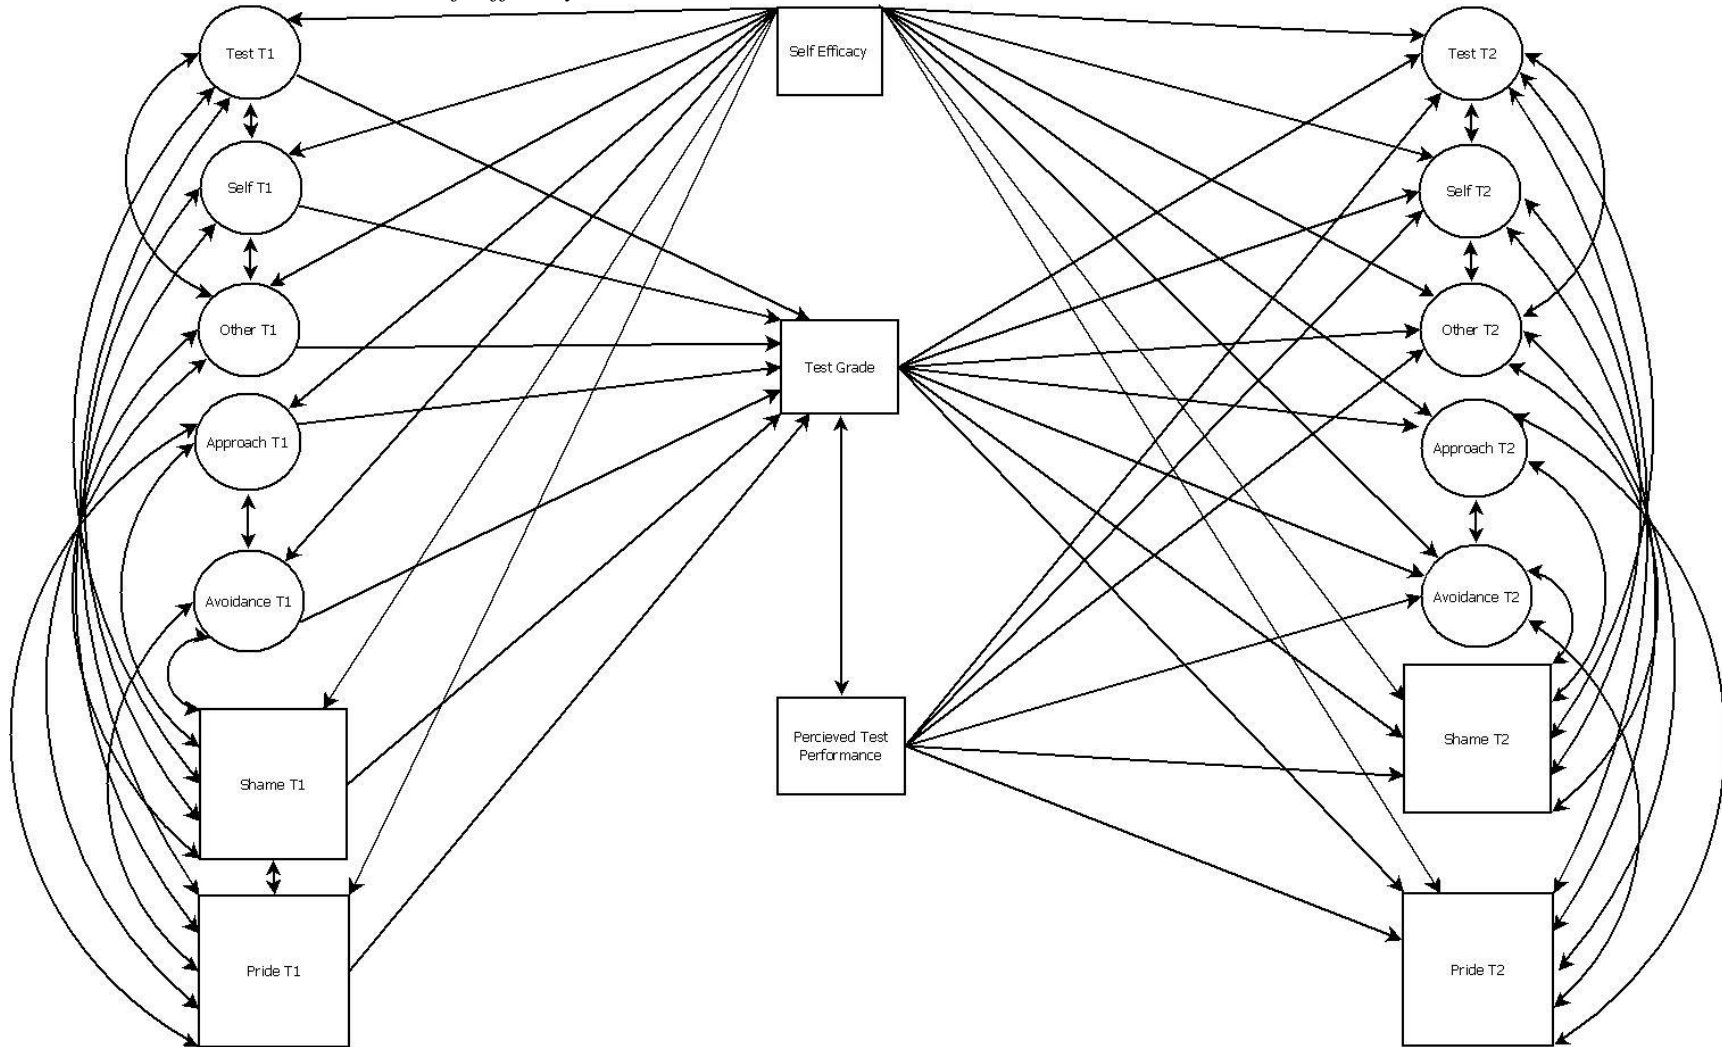 Test T1
Self Efficacy
Test T2
Self T1
Self T2
Other T1
Other T2
Test Grade
Approach T1
Approach T2
Avoidance T1
Avoidance T2
Percieved Test
Performance
Shame T2
Shame T1
Pride T1
Pride T2